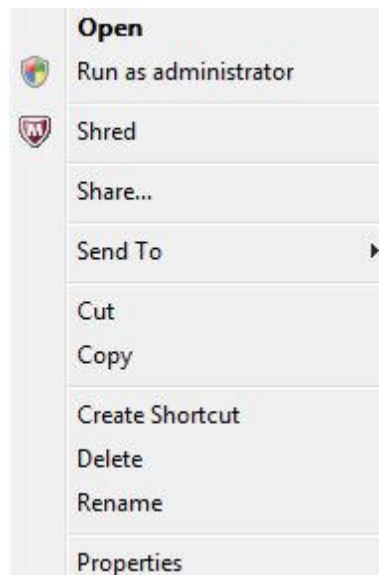 Open
Run as administrator
Shred
Share...
Send To
Cut
Copy
Create Shortcut
Delete
Rename
Properties